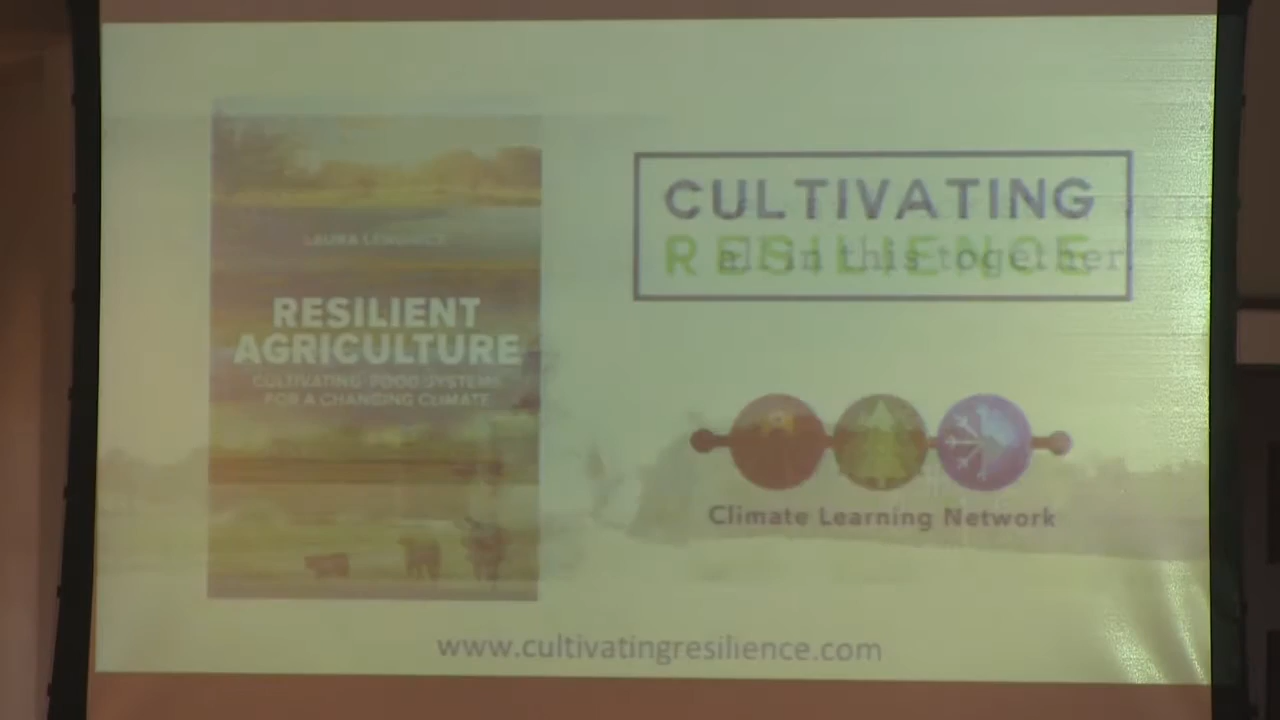 LAURA LENGNICK
RESILIENT
AGRICULTURE
CULTIVATING FOOD SYSTEMS
FOR A CHANGING CLIMATE
CULTIVATING
RESILIENCE
all in this together
Climate Learning Network
www.cultivatingresilience.com